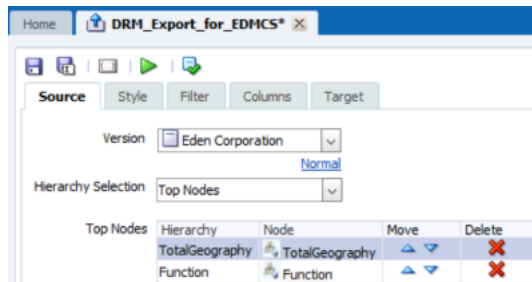 Home DRM_Export_for_EDMCS*
Source Style Filter Columns Target
Version Eden Corporation
Normal
Hierarchy Selection Top Nodes
Top Nodes Hierarchy Node Move Delete
TotalGeography TotalGeography
Function Function